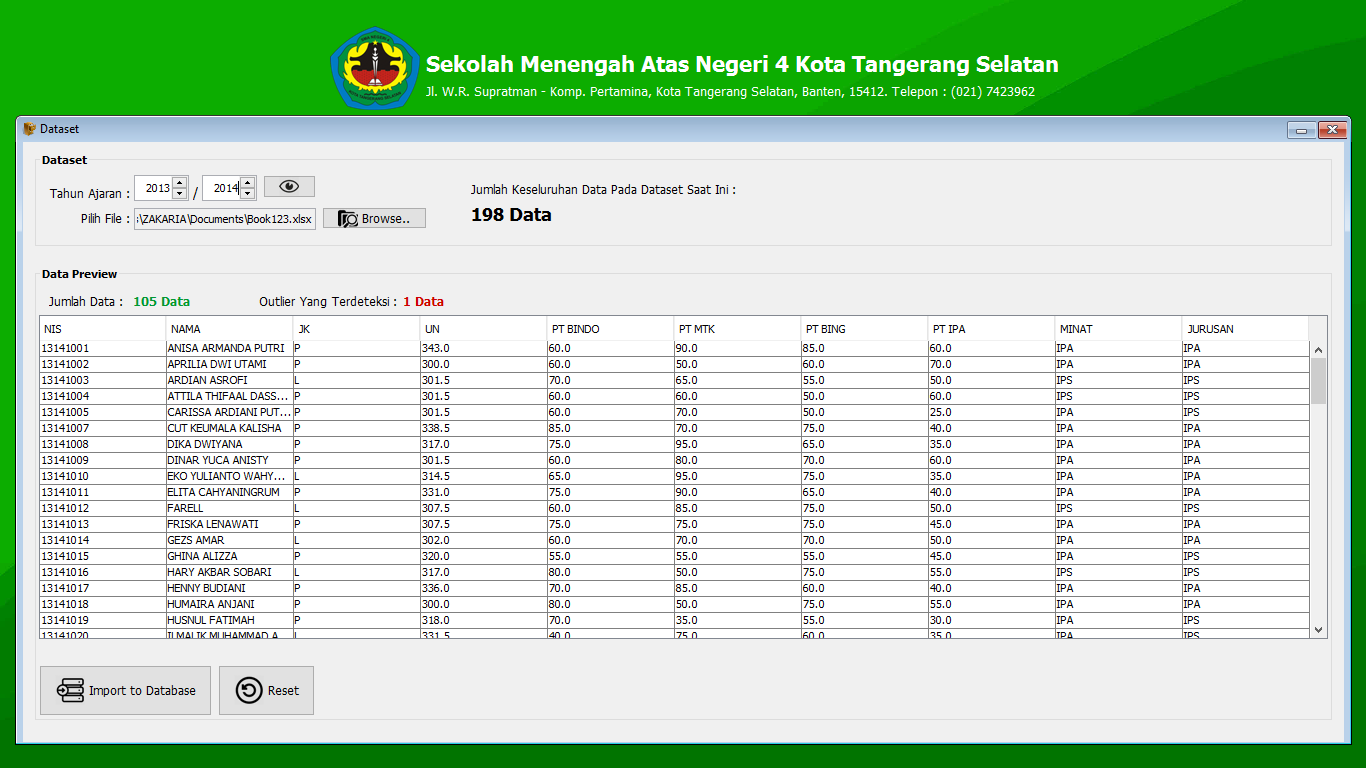 Sekolah Menengah Atas Negeri 4 Kota Tangerang Selatan
Jl. W.R. Supratman - Komp. Pertamina, Kota Tangerang Selatan, Banten, 15412. Telepon : (021) 7423962
Dataset
Dataset
Tahun Ajaran : 2013 / 2014
Pilih File : :\ZAKARIA\Documents\Book123.xlsx Browse..
Jumlah Keseluruhan Data Pada Dataset Saat Ini :
198 Data
Data Preview
Jumlah Data : 105 Data Outlier Yang Terdeteksi : 1 Data
NIS NAMA JK UN PT BINDO PT MTK PT BING PT IPA MINAT JURUSAN
13141001 ANISA ARMANDA PUTRI P 343.0 60.0 90.0 85.0 60.0 IPA IPA
13141002 APRILIA DWI UTAMI P 300.0 60.0 50.0 60.0 70.0 IPA IPA
13141003 ARDIAN ASROFI L 301.5 70.0 65.0 55.0 50.0 IPS IPS
13141004 ATTILA THIFAAL DASS... P 301.5 60.0 60.0 50.0 60.0 IPS IPS
13141005 CARISSA ARDIANI PUT... P 301.5 60.0 70.0 50.0 25.0 IPA IPS
13141007 CUT KEUMALA KALISHA P 338.5 85.0 70.0 75.0 40.0 IPA IPA
13141008 DIKA DWIYANA P 317.0 75.0 95.0 65.0 35.0 IPA IPA
13141009 DINAR YUCA ANISTY P 301.5 60.0 80.0 70.0 60.0 IPA IPA
13141010 EKO YULIANTO WAHY... L 314.5 65.0 95.0 75.0 35.0 IPA IPA
13141011 ELITA CAHYANINGRUM P 331.0 75.0 90.0 65.0 40.0 IPA IPA
13141012 FARELL L 307.5 60.0 85.0 75.0 50.0 IPS IPS
13141013 FRISKA LENAWATI P 307.5 75.0 75.0 75.0 45.0 IPA IPA
13141014 GEZS AMAR L 302.0 60.0 70.0 70.0 50.0 IPA IPA
13141015 GHINA ALIZZA P 320.0 55.0 55.0 55.0 45.0 IPA IPS
13141016 HARY AKBAR SOBARI L 317.0 80.0 50.0 75.0 55.0 IPS IPS
13141017 HENNY BUDIANI P 336.0 70.0 85.0 60.0 40.0 IPA IPA
13141018 HUMAIRA ANJANI P 300.0 80.0 50.0 75.0 55.0 IPA IPA
13141019 HUSNUL FATIMAH P 318.0 70.0 35.0 55.0 30.0 IPA IPS
13141020 ILMALIK MUHAMMAD A... L 331.5 40.0 75.0 60.0 35.0 IPA IPA
Import to Database Reset